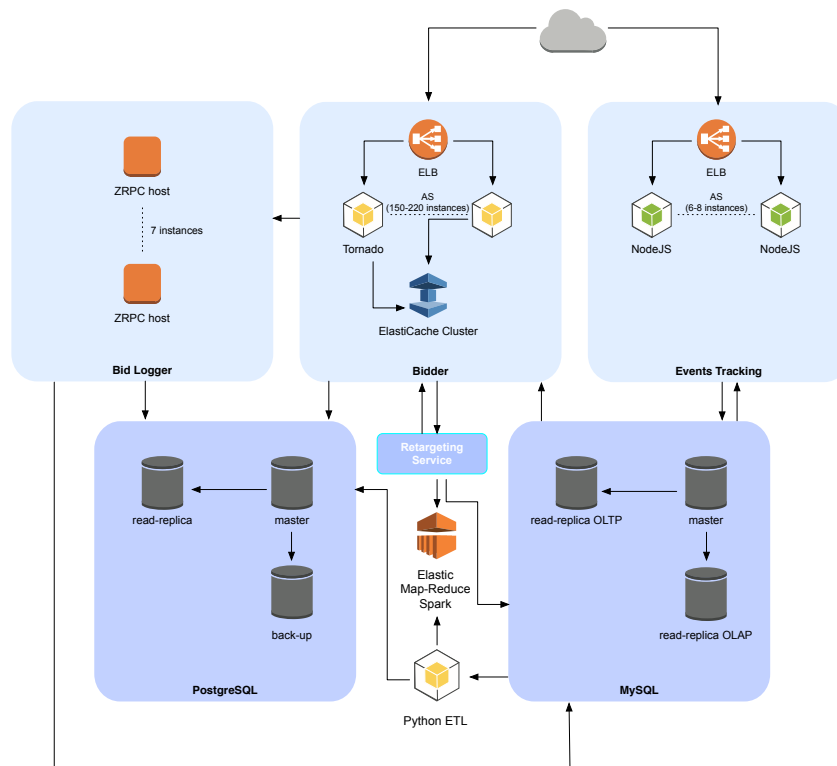 ELB
ELB
ZRPC host
AS
(150-220 instances)
AS
(6-8 instances)
7 instances
Tornado
NodeJS
NodeJS
ZRPC host
ElastiCache Cluster
Bid Logger
Bidder
Events Tracking
Retargeting
Service
read-replica
master
read-replica OLTP
master
Elastic
Map-Reduce
Spark
back-up
read-replica OLAP
PostgreSQL
MySQL
Python ETL